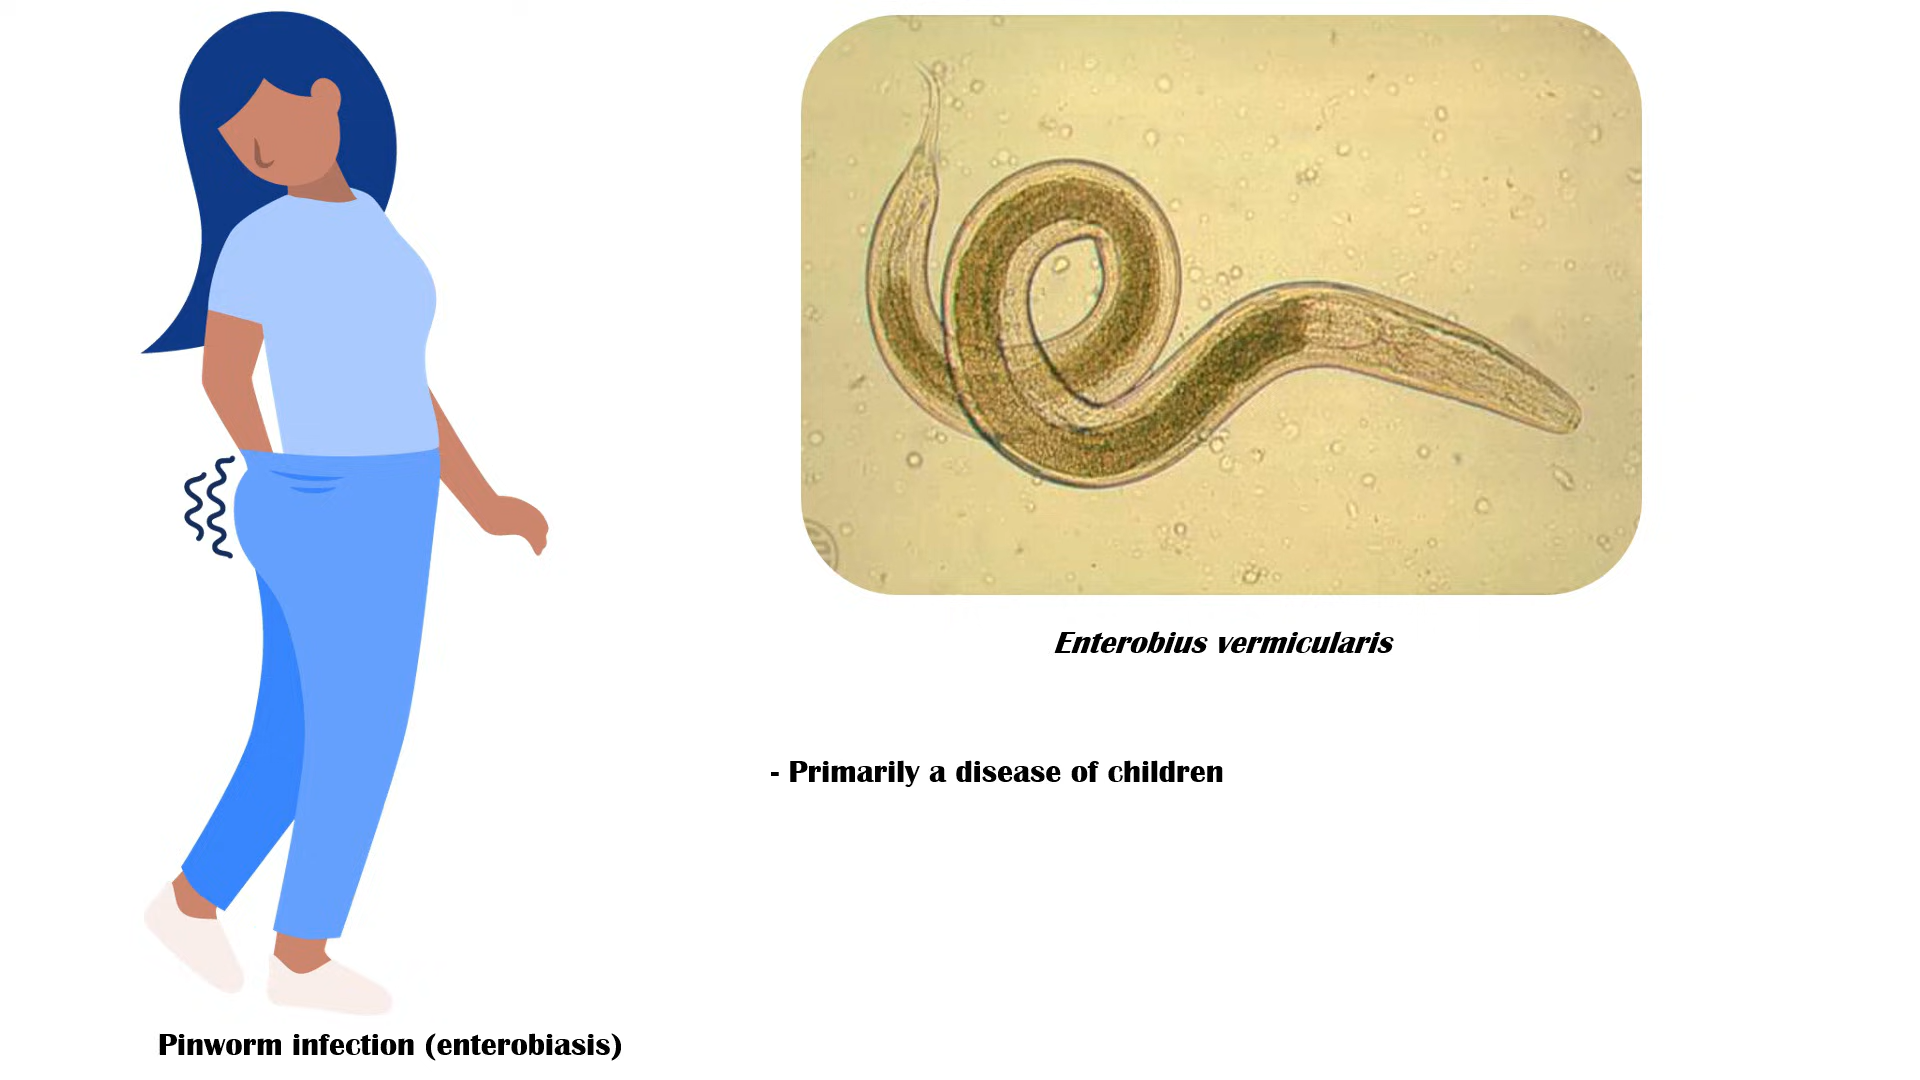 Enterobius vermicularis
- Primarily a disease of children
Pinworm infection (enterobiasis)